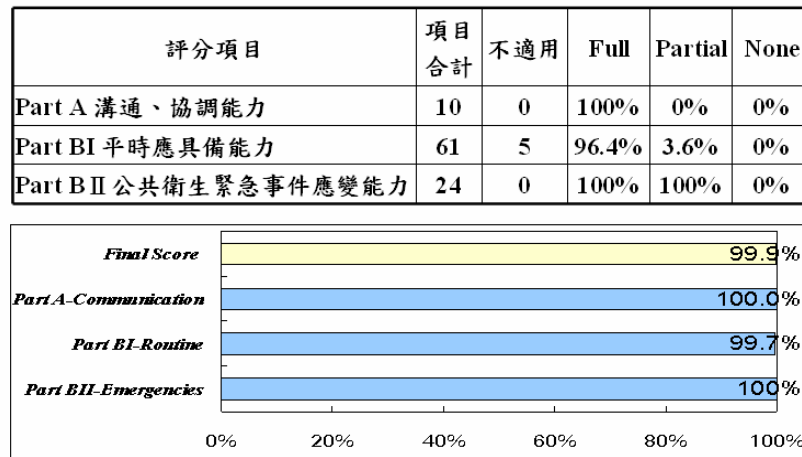 評分項目 項目合計 不適用 Full Partial None
Part A 溝通、協調能力 10 0 100% 0% 0%
Part BI 平時應具備能力 61 5 96.4% 3.6% 0%
Part BⅡ公共衛生緊急事件應變能力 24 0 100% 100% 0%
Final Score 99.9%
Part A-Communication 100.0%
Part BI-Routine 99.7%
Part BII-Emergencies 100%
0% 20% 40% 60% 80% 100%